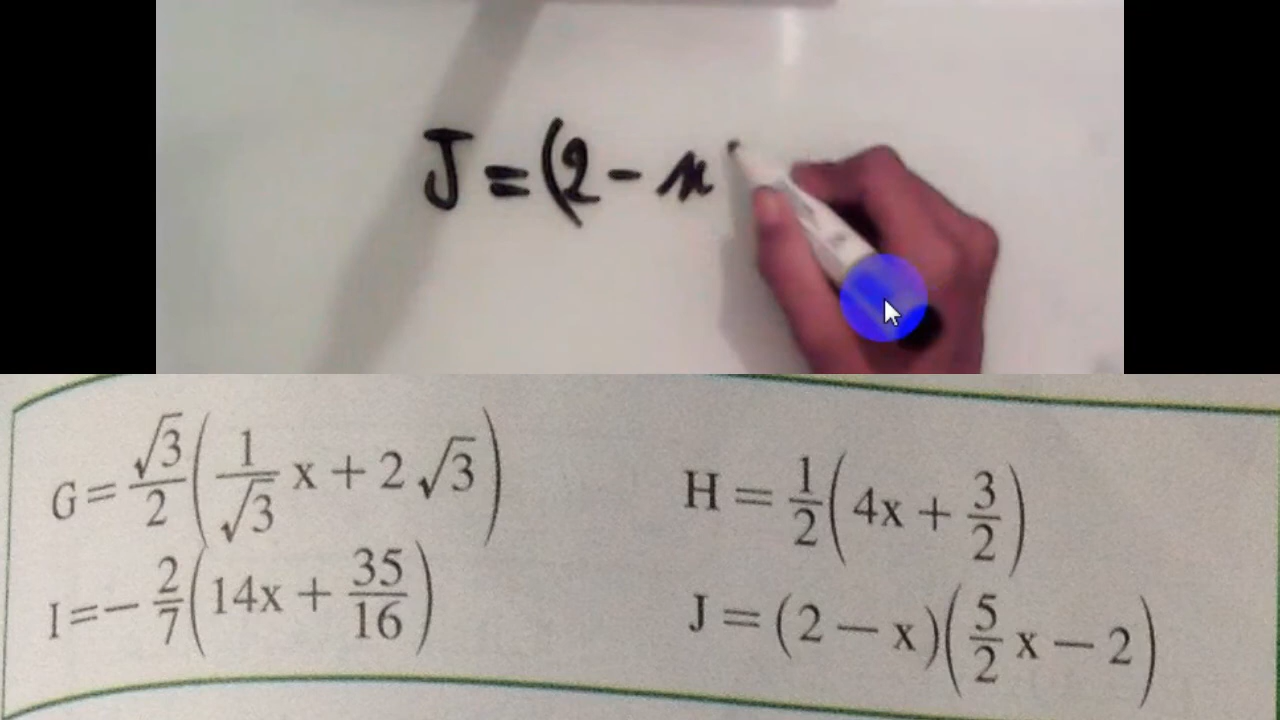 J = (2 - x
G = √3/2 (1/√3 x + 2√3)
H = 1/2 (4x + 3/2)
I = - 2/7 (14x + 35/16)
J = (2 - x)(5/2 x - 2)